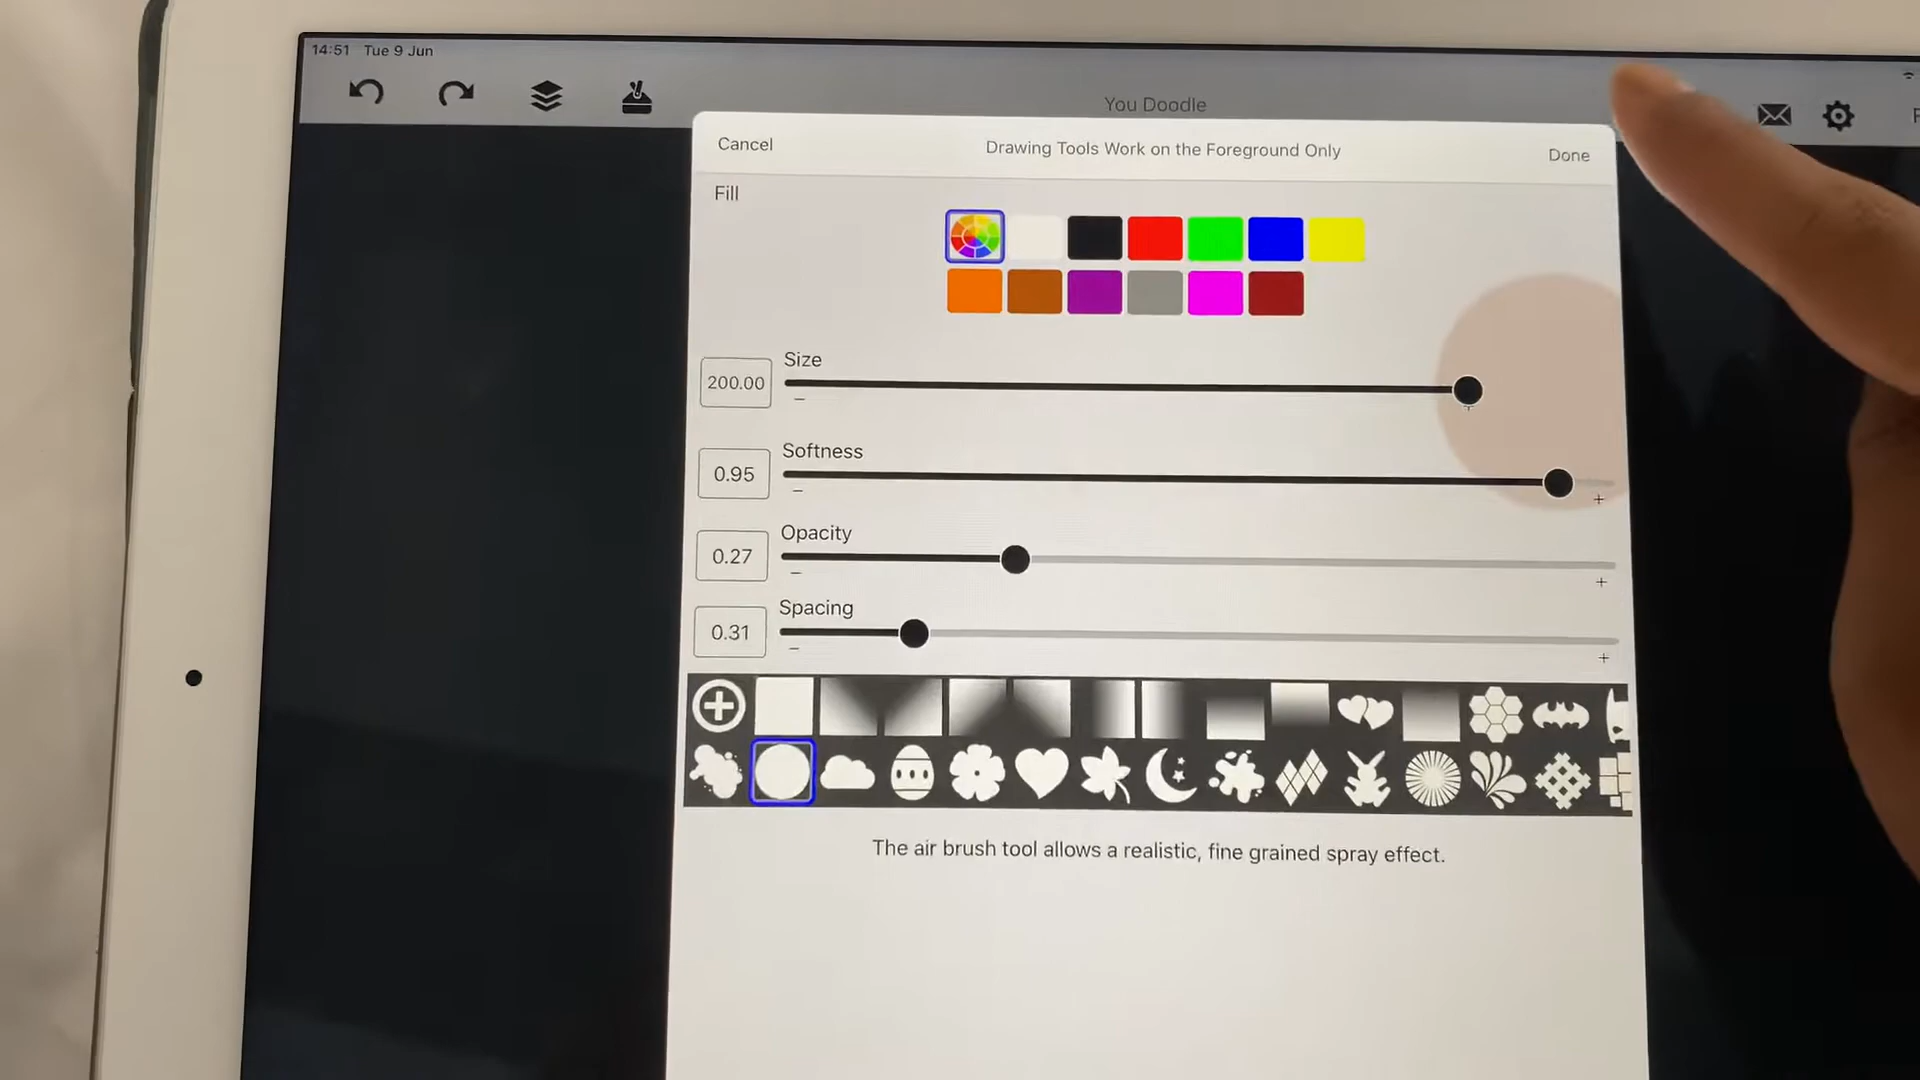 14:51 Tue 9 Jun
You Doodle
Cancel
Drawing Tools Work on the Foreground Only
Done
Fill
Size
200.00
Softness
0.95
Opacity
0.27
Spacing
0.31
The air brush tool allows a realistic, fine grained spray effect.